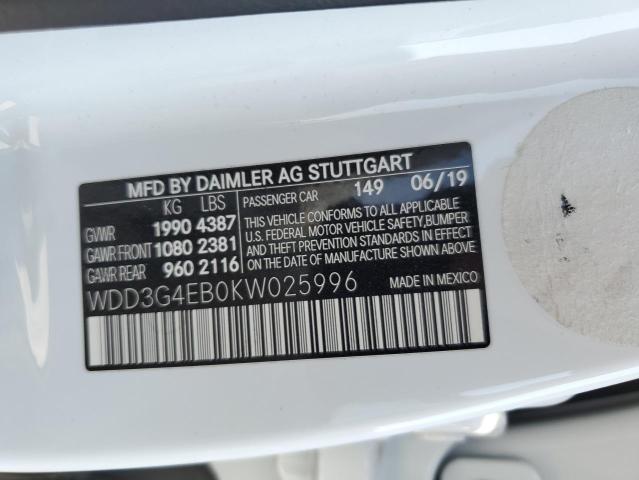 MFD BY DAIMLER AG STUTTGART
KG LBS PASSENGER CAR 149 06/19
GVWR 1990 4387 THIS VEHICLE CONFORMS TO ALL APPLICABLE
GAWR FRONT 1080 2381 U.S. FEDERAL MOTOR VEHICLE SAFETY, BUMPER
GAWR REAR 960 2116 AND THEFT PREVENTION STANDARDS IN EFFECT
ON THE DATE OF MANUFACTURE SHOWN ABOVE
WDD3G4EB0KW025996 MADE IN MEXICO